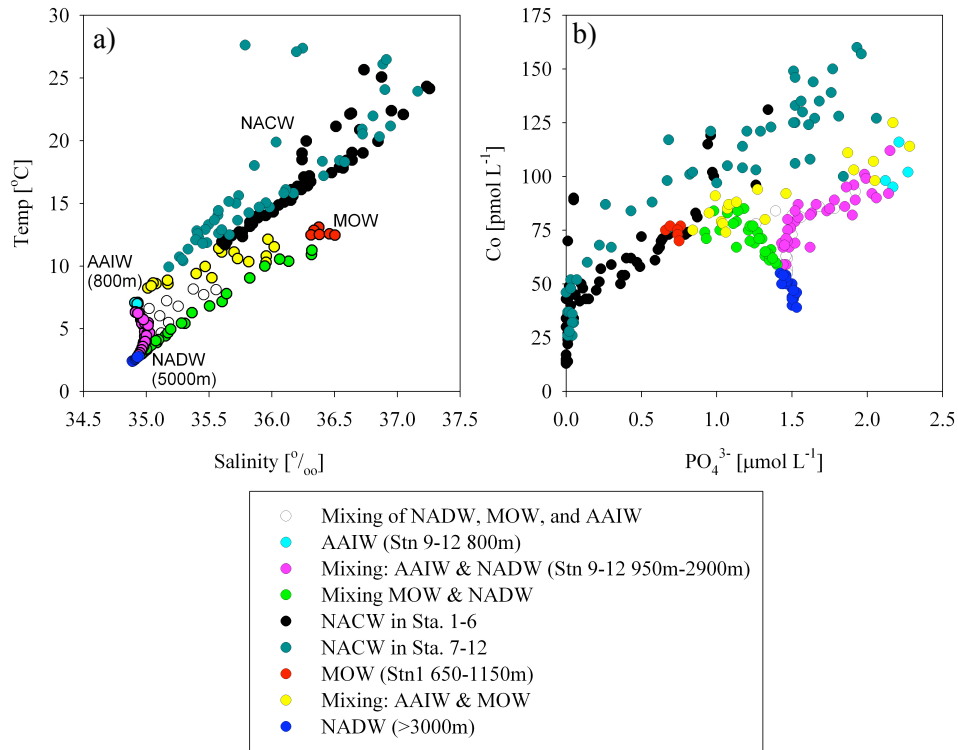 a)
30
25
20
15
10
5
0
Temp [°C]
NACW
MOW
AAIW
(800m)
NADW
(5000m)
34.5 35.0 35.5 36.0 36.5 37.0 37.5
Salinity [º/ₒₒ]
b)
175
150
125
100
75
50
25
0
Co [pmol L⁻¹]
0.0 0.5 1.0 1.5 2.0 2.5
PO₄³⁻ [µmol L⁻¹]
Mixing of NADW, MOW, and AAIW
AAIW (Stn 9-12 800m)
Mixing: AAIW & NADW (Stn 9-12 950m-2900m)
Mixing MOW & NADW
NACW in Sta. 1-6
NACW in Sta. 7-12
MOW (Stn1 650-1150m)
Mixing: AAIW & MOW
NADW (>3000m)